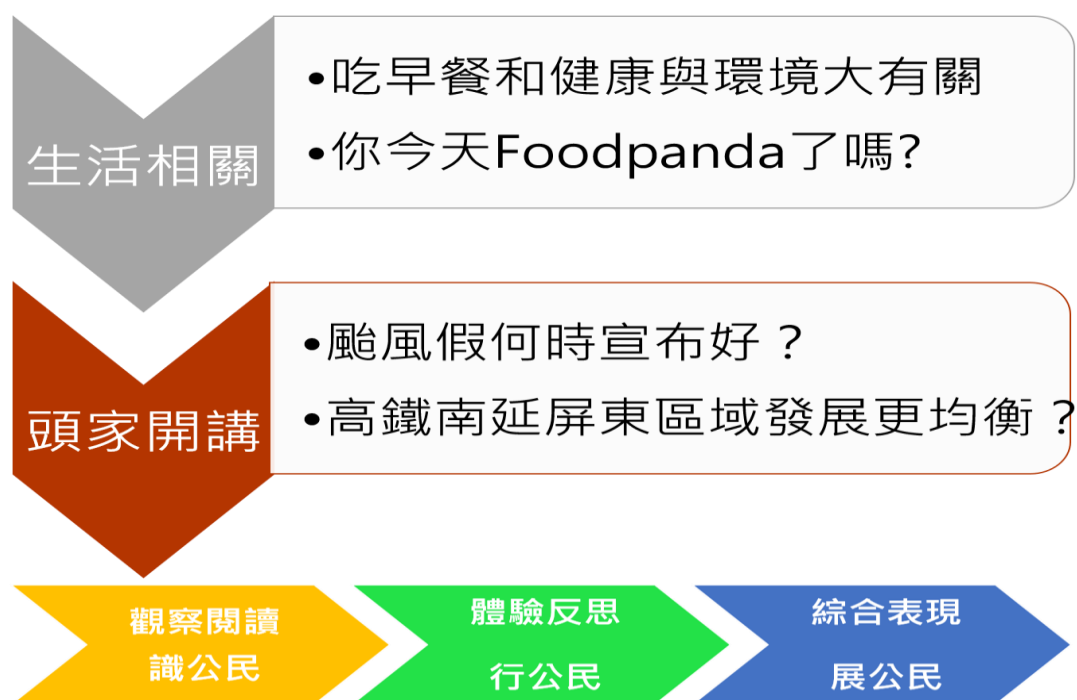 生活相關
•吃早餐和健康與環境大有關
•你今天Foodpanda了嗎?
頭家開講
•颱風假何時宣布好？
•高鐵南延屏東區域發展更均衡？
觀察閱讀
識公民
體驗反思
行公民
綜合表現
展公民